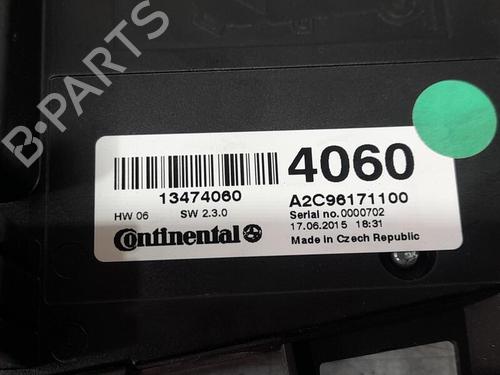 B-PARTS
4060
13474060
A2C96171100
HW 06 SW 2.3.0
Serial no.0000702
17.06.2015 18:31
Continental
Made in Czech Republic